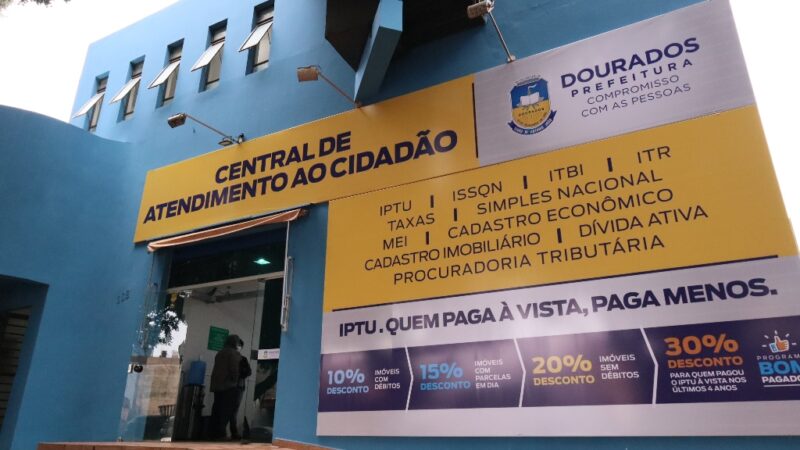 CENTRAL DE
ATENDIMENTO AO CIDADÃO
DOURADOS
PREFEITURA
COMPROMISSO
COM AS PESSOAS
IPTU | ISSQN | ITBI | ITR
TAXAS | SIMPLES NACIONAL
MEI | CADASTRO ECONÔMICO
CADASTRO IMOBILIÁRIO | DÍVIDA ATIVA
PROCURADORIA TRIBUTÁRIA
IPTU. QUEM PAGA À VISTA, PAGA MENOS.
10%
DESCONTO
IMÓVEIS
COM
DÉBITOS
15%
DESCONTO
IMÓVEIS
COM
PARCELAS
EM DIA
20%
DESCONTO
IMÓVEIS
SEM
DÉBITOS
30%
DESCONTO
PARA QUEM PAGOU
O IPTU À VISTA NOS
ÚLTIMOS 4 ANOS
PROGRAMA
BOM
PAGADO